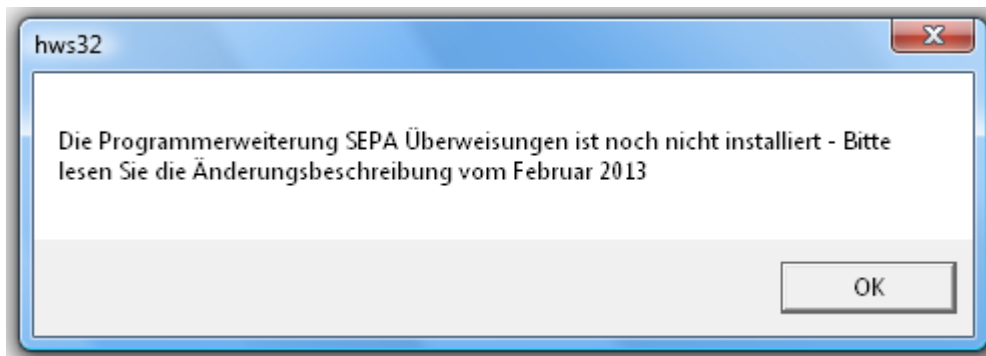 hws32
Die Programmerweiterung SEPA Überweisungen ist noch nicht installiert - Bitte
lesen Sie die Änderungsbeschreibung vom Februar 2013
OK